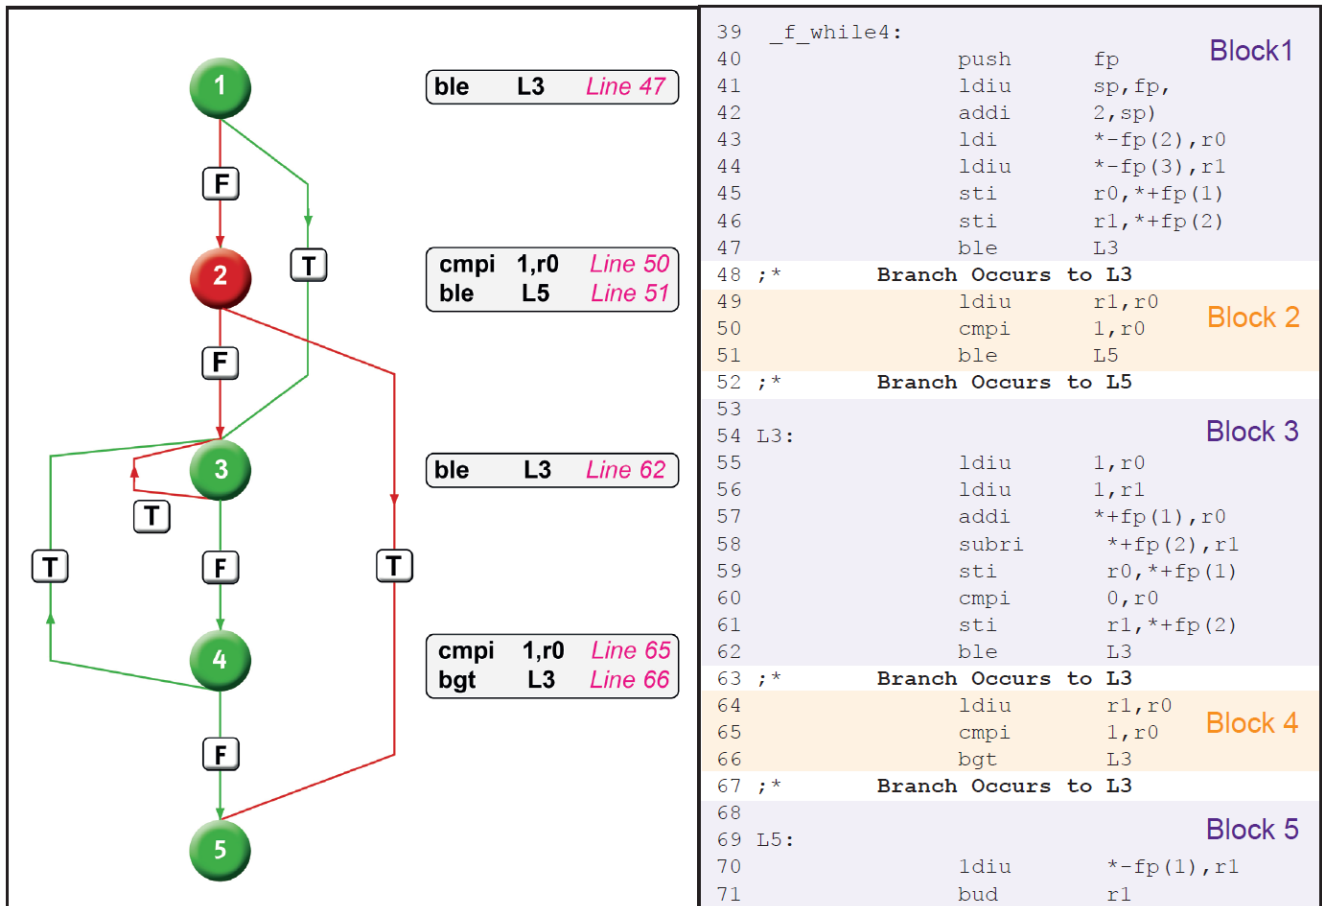 1
ble L3 Line 47
F
T
2
cmpi 1,r0 Line 50
ble L5 Line 51
F
3
ble L3 Line 62
T
T
F
T
4
cmpi 1,r0 Line 65
bgt L3 Line 66
F
5
39 _f_while4:
Block1
40 push fp
41 ldiu sp,fp,
42 addi 2,sp)
43 ldi *-fp(2),r0
44 ldiu *-fp(3),r1
45 sti r0,*+fp(1)
46 sti r1,*+fp(2)
47 ble L3
48 ;* Branch Occurs to L3
49 ldiu r1,r0
Block 2
50 cmpi 1,r0
51 ble L5
52 ;* Branch Occurs to L5
53
Block 3
54 L3:
55 ldiu 1,r0
56 ldiu 1,r1
57 addi *+fp(1),r0
58 subri *+fp(2),r1
59 sti r0,*+fp(1)
60 cmpi 0,r0
61 sti r1,*+fp(2)
62 ble L3
63 ;* Branch Occurs to L3
64 ldiu r1,r0
Block 4
65 cmpi 1,r0
66 bgt L3
67 ;* Branch Occurs to L3
68
Block 5
69 L5:
70 ldiu *-fp(1),r1
71 bud r1